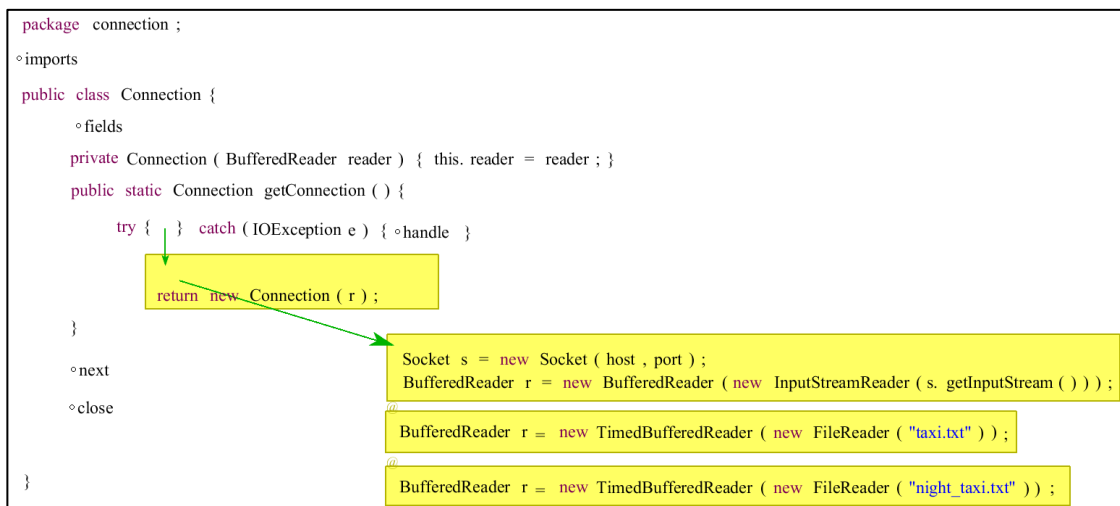 package connection ;
◦imports
public class Connection {
◦fields
private Connection ( BufferedReader reader ) { this. reader = reader ; }
public static Connection getConnection ( ) {
try { } catch ( IOException e ) { ◦handle }
return new Connection ( r ) ;
}
◦next
◦close
Socket s = new Socket ( host , port ) ;
BufferedReader r = new BufferedReader ( new InputStreamReader ( s. getInputStream ( ) ) ) ;
@
BufferedReader r = new TimedBufferedReader ( new FileReader ( "taxi.txt" ) ) ;
@
BufferedReader r = new TimedBufferedReader ( new FileReader ( "night_taxi.txt" ) ) ;
}